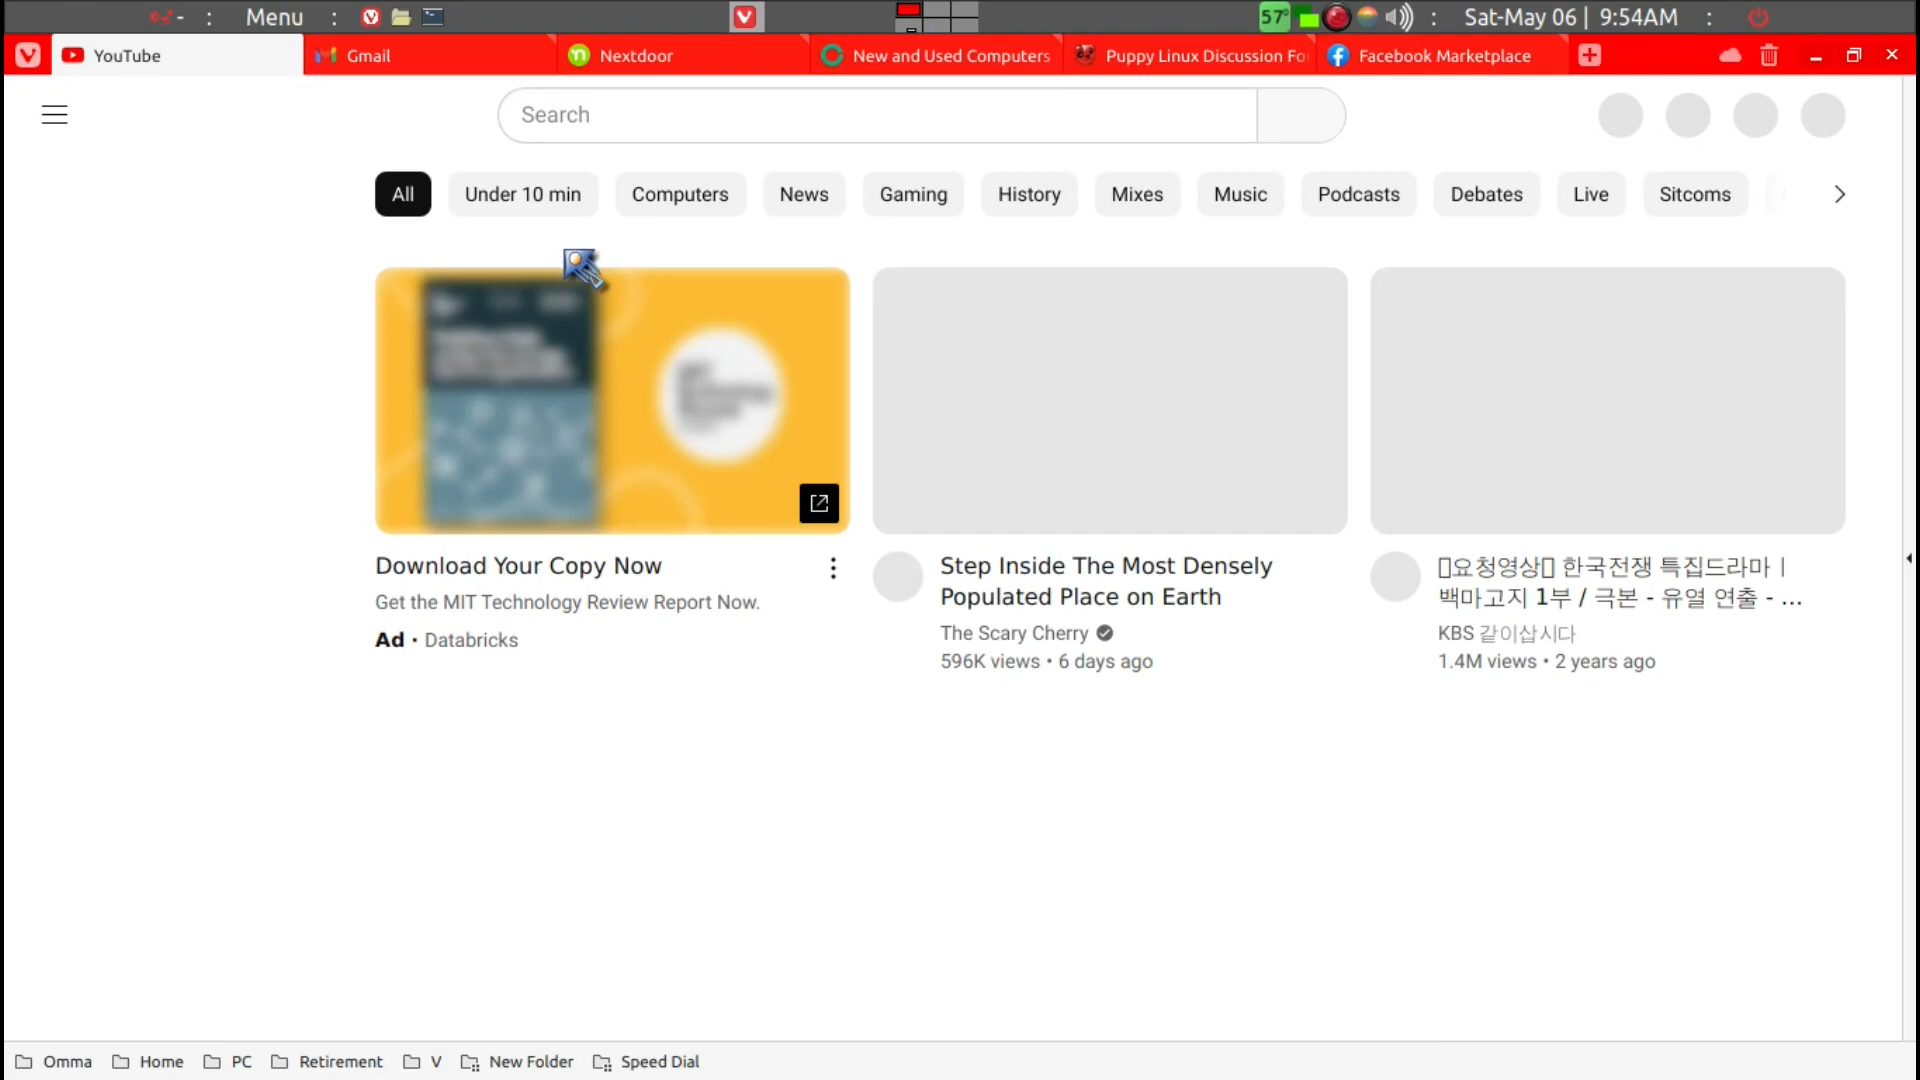 Menu
57°
Sat-May 06 | 9:54AM
YouTube
Gmail
Nextdoor
New and Used Computers
Puppy Linux Discussion Fo
Facebook Marketplace
Search
All
Under 10 min
Computers
News
Gaming
History
Mixes
Music
Podcasts
Debates
Live
Sitcoms
Download Your Copy Now
Get the MIT Technology Review Report Now.
Ad · Databricks
Step Inside The Most Densely
Populated Place on Earth
The Scary Cherry
596K views • 6 days ago
요청영상 한국전쟁 특집드라마ㅣ
백마고지 1부 / 극본 - 유열 연출 - ...
KBS 같이삽시다
1.4M views • 2 years ago
Omma
Home
PC
Retirement
V
New Folder
Speed Dial